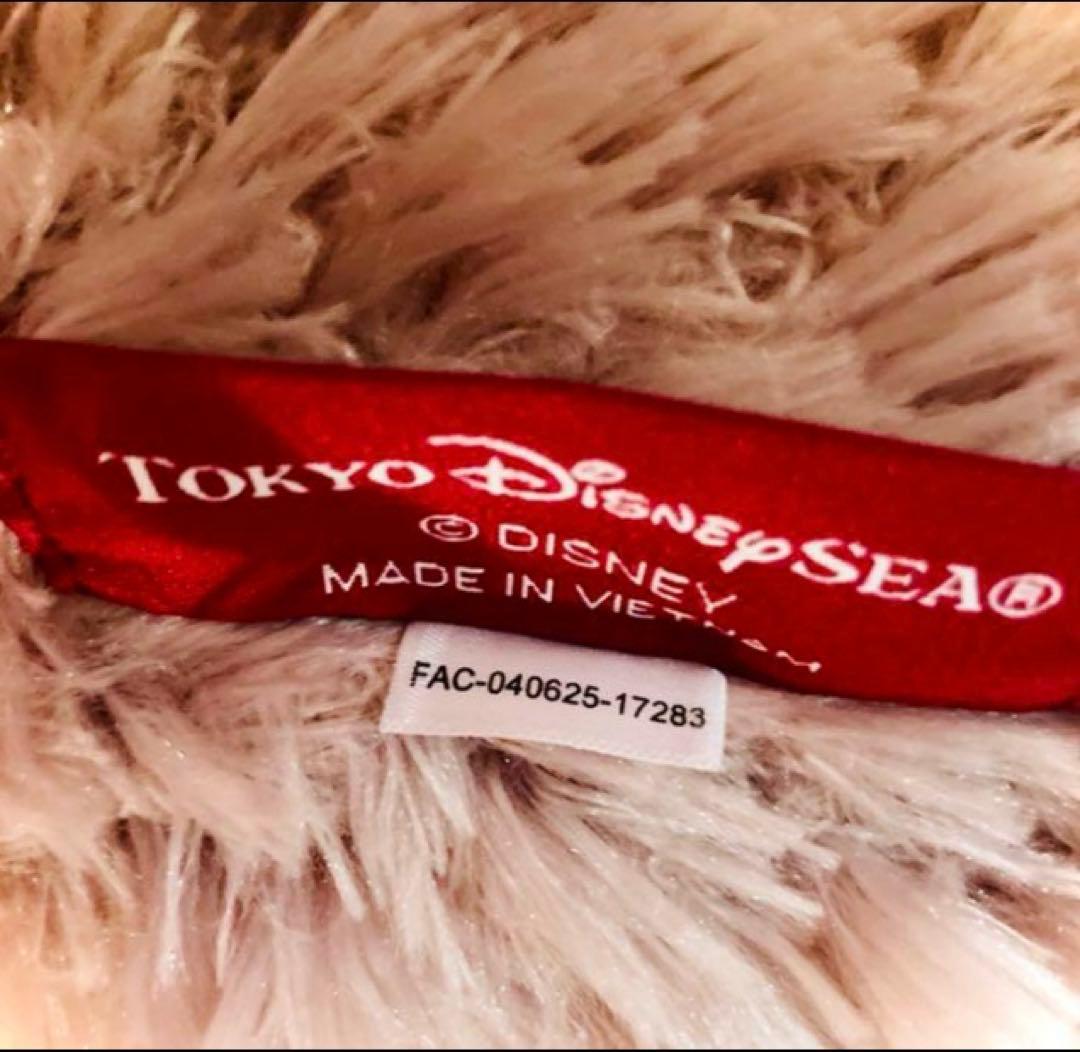 TOKYO DISNEYSEA®
© DISNEY
MADE IN VIETNAM
FAC-040625-17283